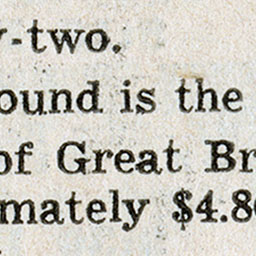 y-two.
ound is the
of Great Br
mately $4.8